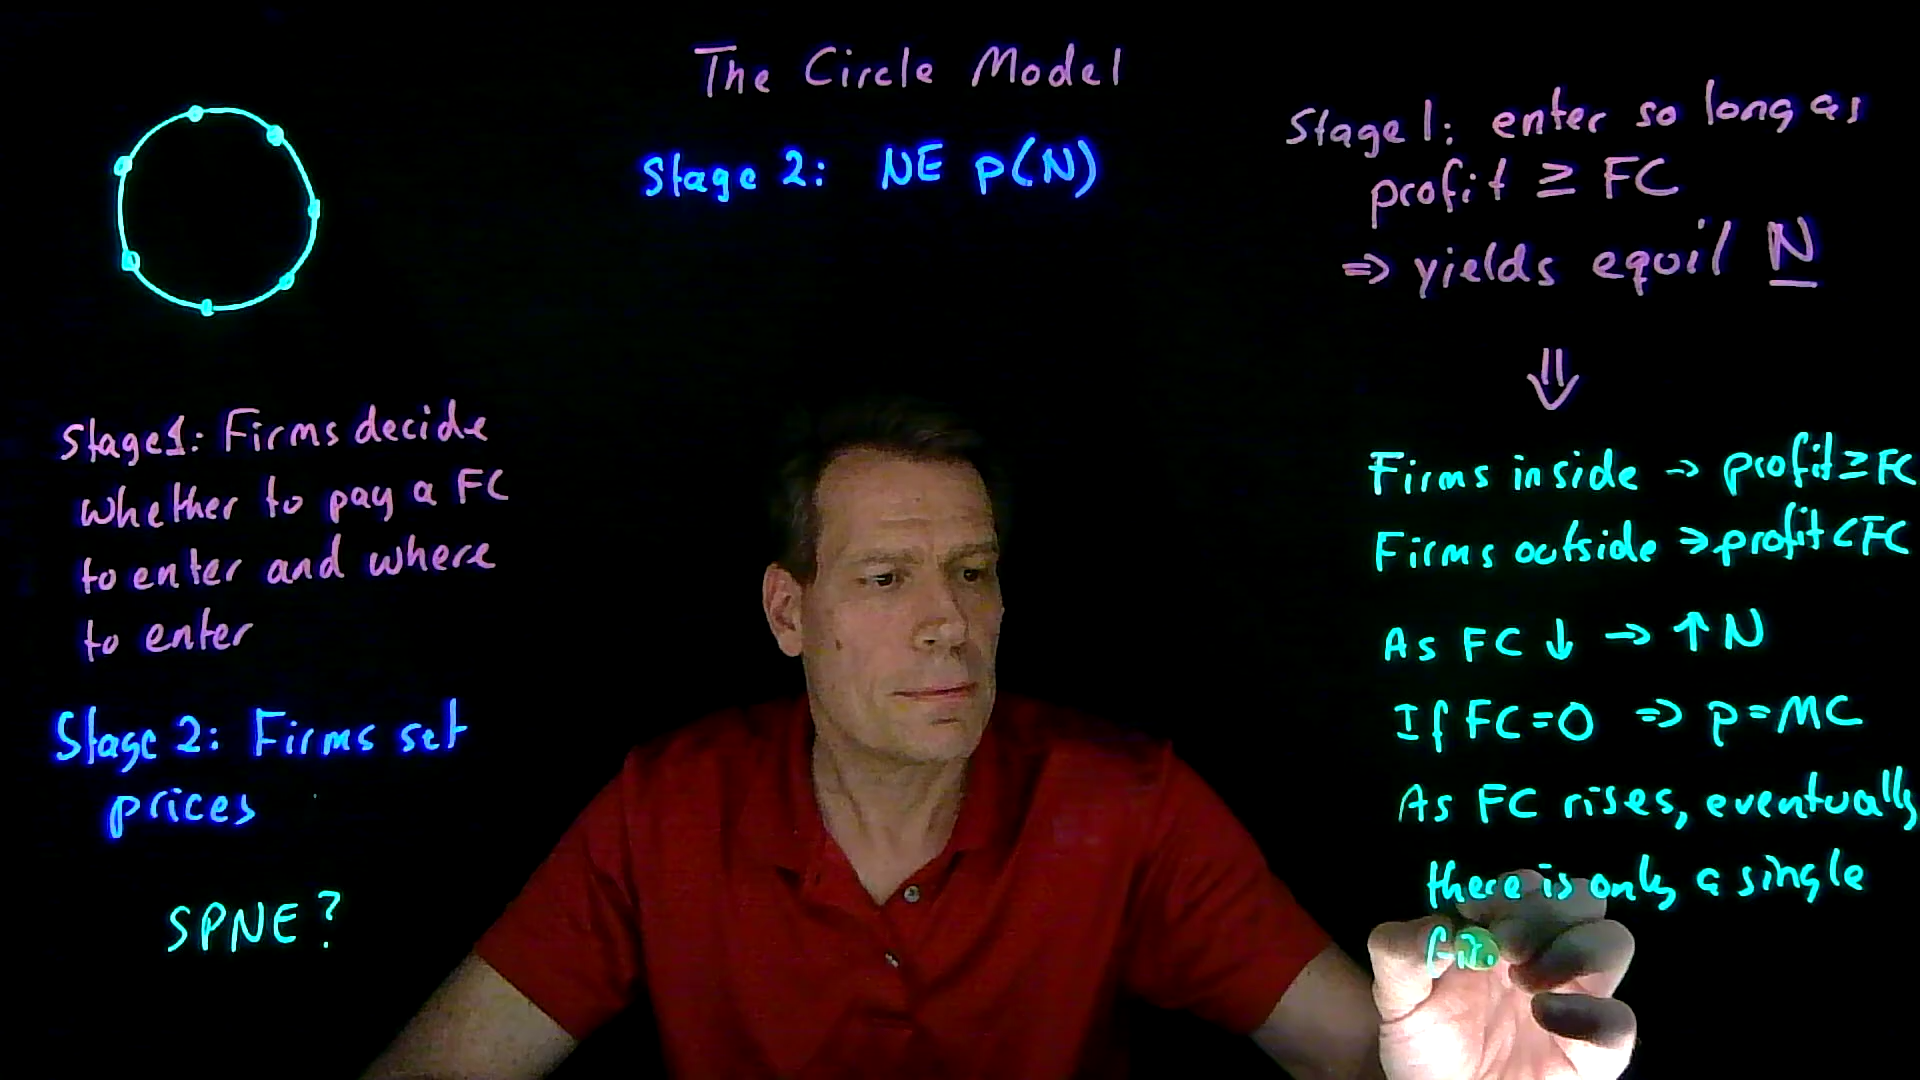 The Circle Model
Stage 2: NE p(N)
Stage 1: Firms decide
whether to pay a FC
to enter and where
to enter
Stage 2: Firms set
prices
SPNE?
Stage 1: enter so long as
profit ≥ FC
⇒ yields equil N
⇓
Firms inside → profit ≥ FC
Firms outside → profit < FC
As FC ↓ → ↑ N
If FC=0 ⇒ p=MC
As FC rises, eventually
there is only a single